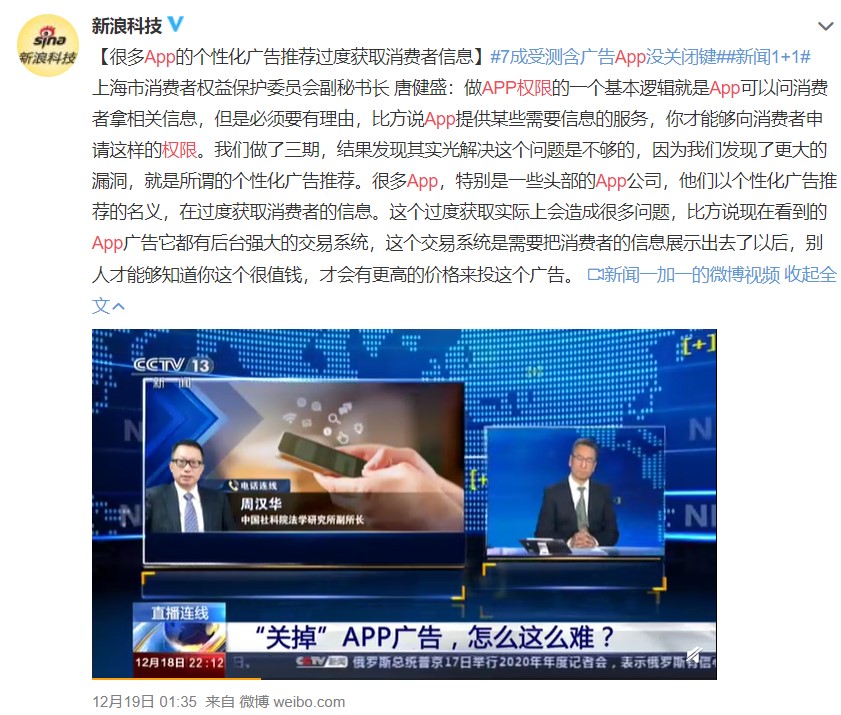 sina
新浪科技
新浪科技
【很多App的个性化广告推荐过度获取消费者信息】#7成受测含广告App没关闭键##新闻1+1#
上海市消费者权益保护委员会副秘书长 唐健盛：做APP权限的一个基本逻辑就是App可以问消费
者拿相关信息，但是必须要有理由，比方说App提供某些需要信息的服务，你才能够向消费者申
请这样的权限。我们做了三期，结果发现其实光解决这个问题是不够的，因为我们发现了更大的
漏洞，就是所谓的个性化广告推荐。很多App，特别是一些头部的App公司，他们以个性化广告推
荐的名义，在过度获取消费者的信息。这个过度获取实际上会造成很多问题，比方说现在看到的
App广告它都有后台强大的交易系统，这个交易系统是需要把消费者的信息展示出去了以后，别
人才能够知道你这个很值钱，才会有更高的价格来投这个广告。 新闻一加一的微博视频 收起全
文
CCTV 13
新闻
[+]
电话连线
周汉华
中国社科院法学研究所副所长
直播连线
“关掉”APP广告，怎么这么难？
12月18日 22:12
日。 CCTV 新闻 俄罗斯总统普京17日举行2020年年度记者会，表示俄罗斯有信
12月19日 01:35 来自 微博 weibo.com